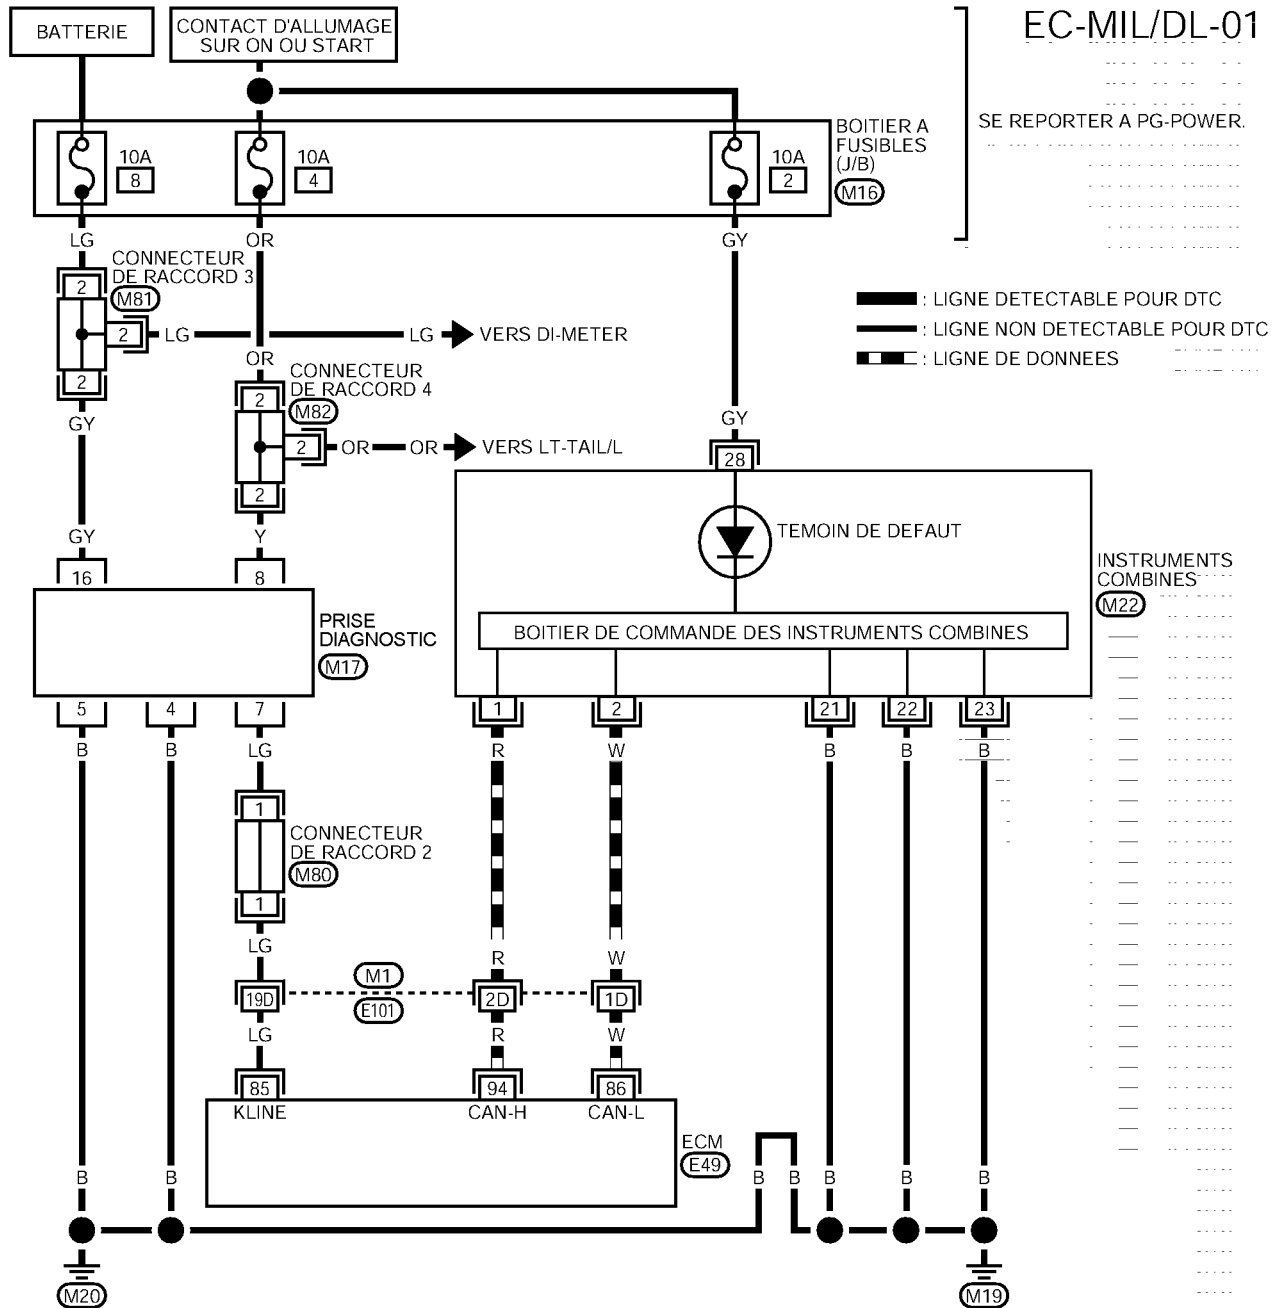 BATTERIE
CONTACT D'ALLUMAGE
SUR ON OU START
EC-MIL/DL-01
SE REPORTER A PG-POWER.
10A
8
10A
4
10A
2
BOITIER A
FUSIBLES
(J/B)
M16
LG
OR
GY
CONNECTEUR
DE RACCORD 3
M81
2
2
2
LG
LG
VERS DI-METER
: LIGNE DETECTABLE POUR DTC
: LIGNE NON DETECTABLE POUR DTC
: LIGNE DE DONNEES
OR
CONNECTEUR
DE RACCORD 4
M82
2
2
2
OR
OR
VERS LT-TAIL/L
GY
GY
28
GY
Y
16
8
TEMOIN DE DEFAUT
INSTRUMENTS
COMBINES
M22
BOITIER DE COMMANDE DES INSTRUMENTS COMBINES
PRISE
DIAGNOSTIC
M17
5
4
7
1
2
21
22
23
B
B
LG
R
W
B
B
B
1
CONNECTEUR
DE RACCORD 2
M80
1
LG
R
W
19D
M1
E101
2D
1D
LG
R
W
85
94
86
KLINE
CAN-H
CAN-L
ECM
E49
B
B
B
B
B
B
B
M20
M19